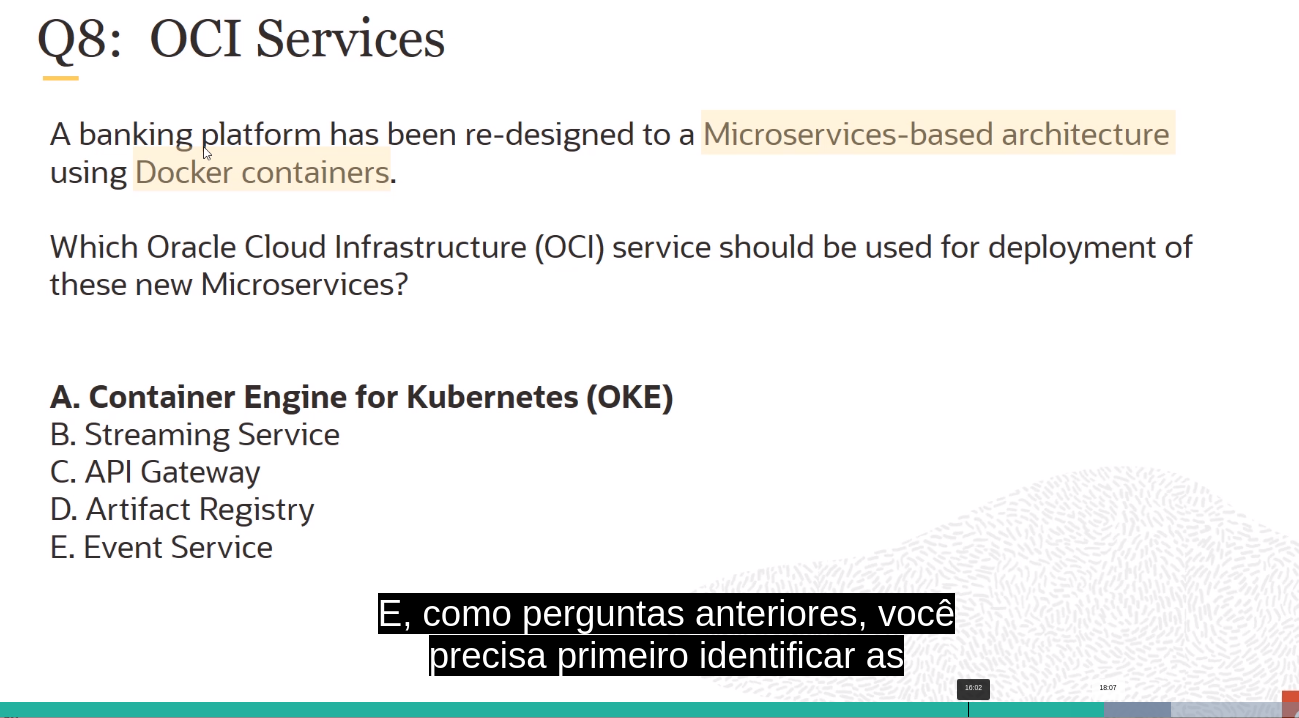 Q8: OCI Services
A banking platform has been re-designed to a Microservices-based architecture
using Docker containers.
Which Oracle Cloud Infrastructure (OCI) service should be used for deployment of
these new Microservices?
A. Container Engine for Kubernetes (OKE)
B. Streaming Service
C. API Gateway
D. Artifact Registry
E. Event Service
E, como perguntas anteriores, você
precisa primeiro identificar as
16:02
18:07